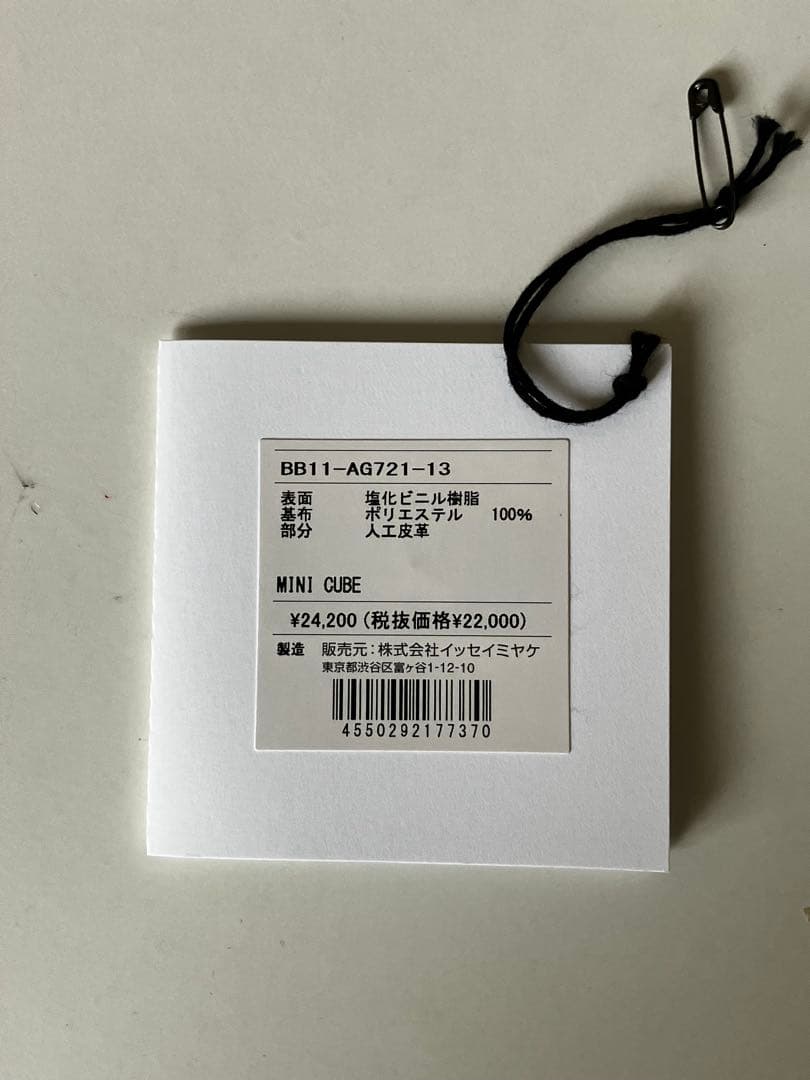 BB11-AG721-13
表面 塩化ビニル樹脂
基布 ポリエステル 100%
部分 人工皮革
MINI CUBE
¥24,200(税抜価格¥22,000)
製造 販売元:株式会社イッセイミヤケ
東京都渋谷区富ヶ谷1-12-10
4550292177370